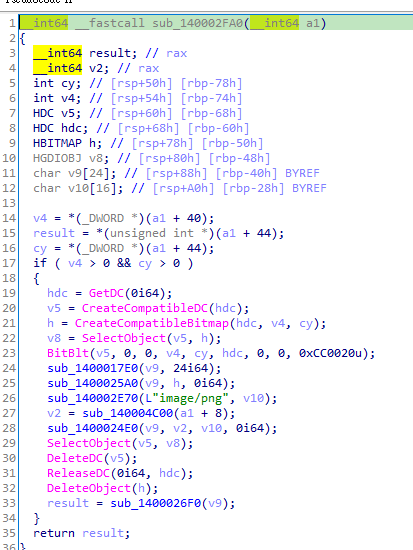 1 __int64 __fastcall sub_140002FA0(__int64 a1)
2 {
3 __int64 result; // rax
4 __int64 v2; // rax
5 int cy; // [rsp+50h] [rbp-78h]
6 int v4; // [rsp+54h] [rbp-74h]
7 HDC v5; // [rsp+60h] [rbp-68h]
8 HDC hdc; // [rsp+68h] [rbp-60h]
9 HBITMAP h; // [rsp+78h] [rbp-50h]
10 HGDIOBJ v8; // [rsp+80h] [rbp-48h]
11 char v9[24]; // [rsp+88h] [rbp-40h] BYREF
12 char v10[16]; // [rsp+A0h] [rbp-28h] BYREF
13
14 v4 = *(_DWORD *)(a1 + 40);
15 result = *(unsigned int *)(a1 + 44);
16 cy = *(_DWORD *)(a1 + 44);
17 if ( v4 > 0 && cy > 0 )
18 {
19 hdc = GetDC(0i64);
20 v5 = CreateCompatibleDC(hdc);
21 h = CreateCompatibleBitmap(hdc, v4, cy);
22 v8 = SelectObject(v5, h);
23 BitBlt(v5, 0, 0, v4, cy, hdc, 0, 0, 0xCC0020u);
24 sub_1400017E0(v9, 24i64);
25 sub_1400025A0(v9, h, 0i64);
26 sub_140002E70(L"image/png", v10);
27 v2 = sub_140004C00(a1 + 8);
28 sub_1400024E0(v9, v2, v10, 0i64);
29 SelectObject(v5, v8);
30 DeleteDC(v5);
31 ReleaseDC(0i64, hdc);
32 DeleteObject(h);
33 result = sub_1400026F0(v9);
34 }
35 return result;
36 }